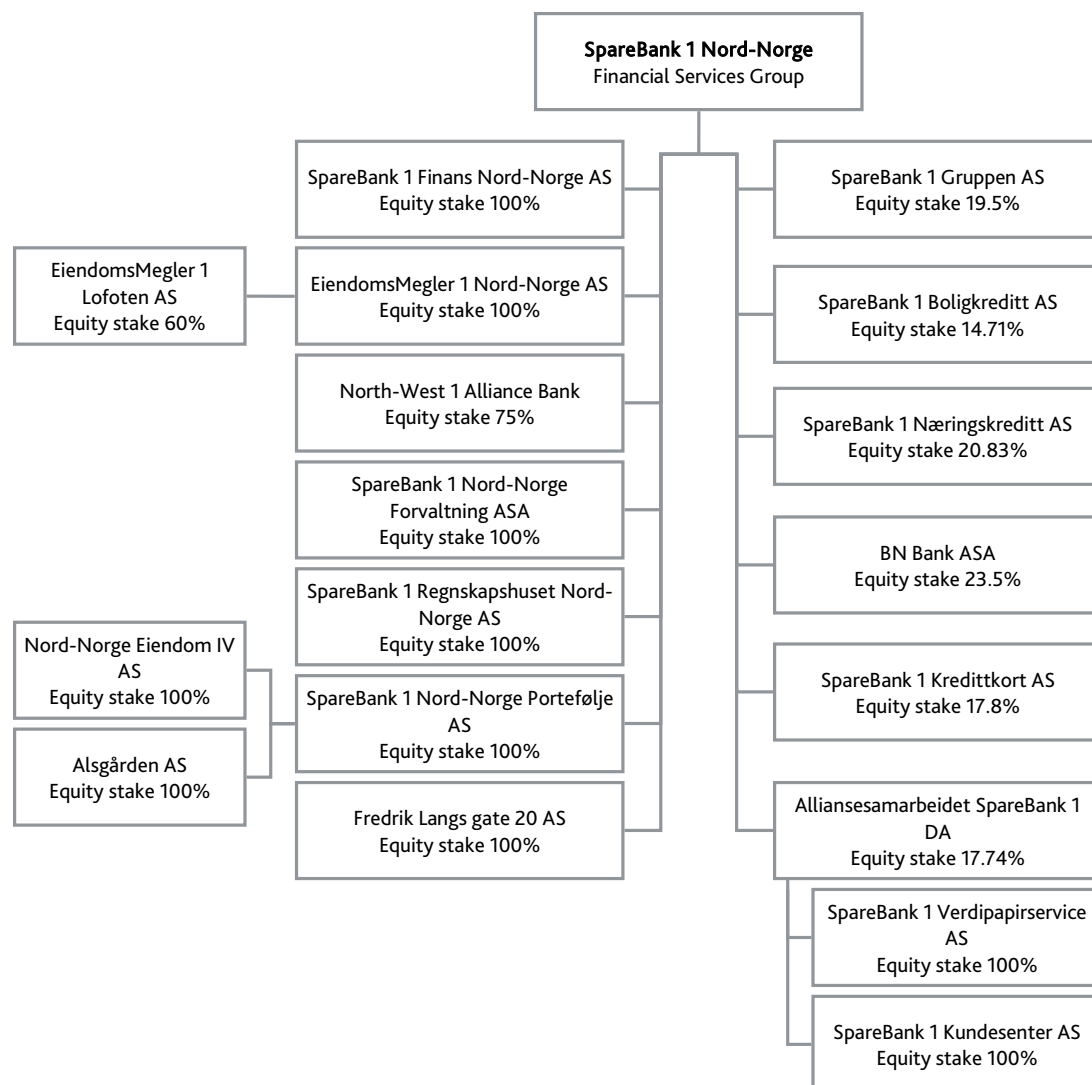 SpareBank 1 Nord-Norge
Financial Services Group
SpareBank 1 Finans Nord-Norge AS
Equity stake 100%
EiendomsMegler 1
Lofoten AS
Equity stake 60%
EiendomsMegler 1 Nord-Norge AS
Equity stake 100%
North-West 1 Alliance Bank
Equity stake 75%
SpareBank 1 Nord-Norge
Forvaltning ASA
Equity stake 100%
SpareBank 1 Regnskapshuset Nord-
Norge AS
Equity stake 100%
Nord-Norge Eiendom IV
AS
Equity stake 100%
Alsgården AS
Equity stake 100%
SpareBank 1 Nord-Norge Portefølje
AS
Equity stake 100%
Fredrik Langs gate 20 AS
Equity stake 100%
SpareBank 1 Gruppen AS
Equity stake 19.5%
SpareBank 1 Boligkreditt AS
Equity stake 14.71%
SpareBank 1 Næringskreditt AS
Equity stake 20.83%
BN Bank ASA
Equity stake 23.5%
SpareBank 1 Kredittkort AS
Equity stake 17.8%
Alliansesamarbeidet SpareBank 1
DA
Equity stake 17.74%
SpareBank 1 Verdipapirservice
AS
Equity stake 100%
SpareBank 1 Kundesenter AS
Equity stake 100%